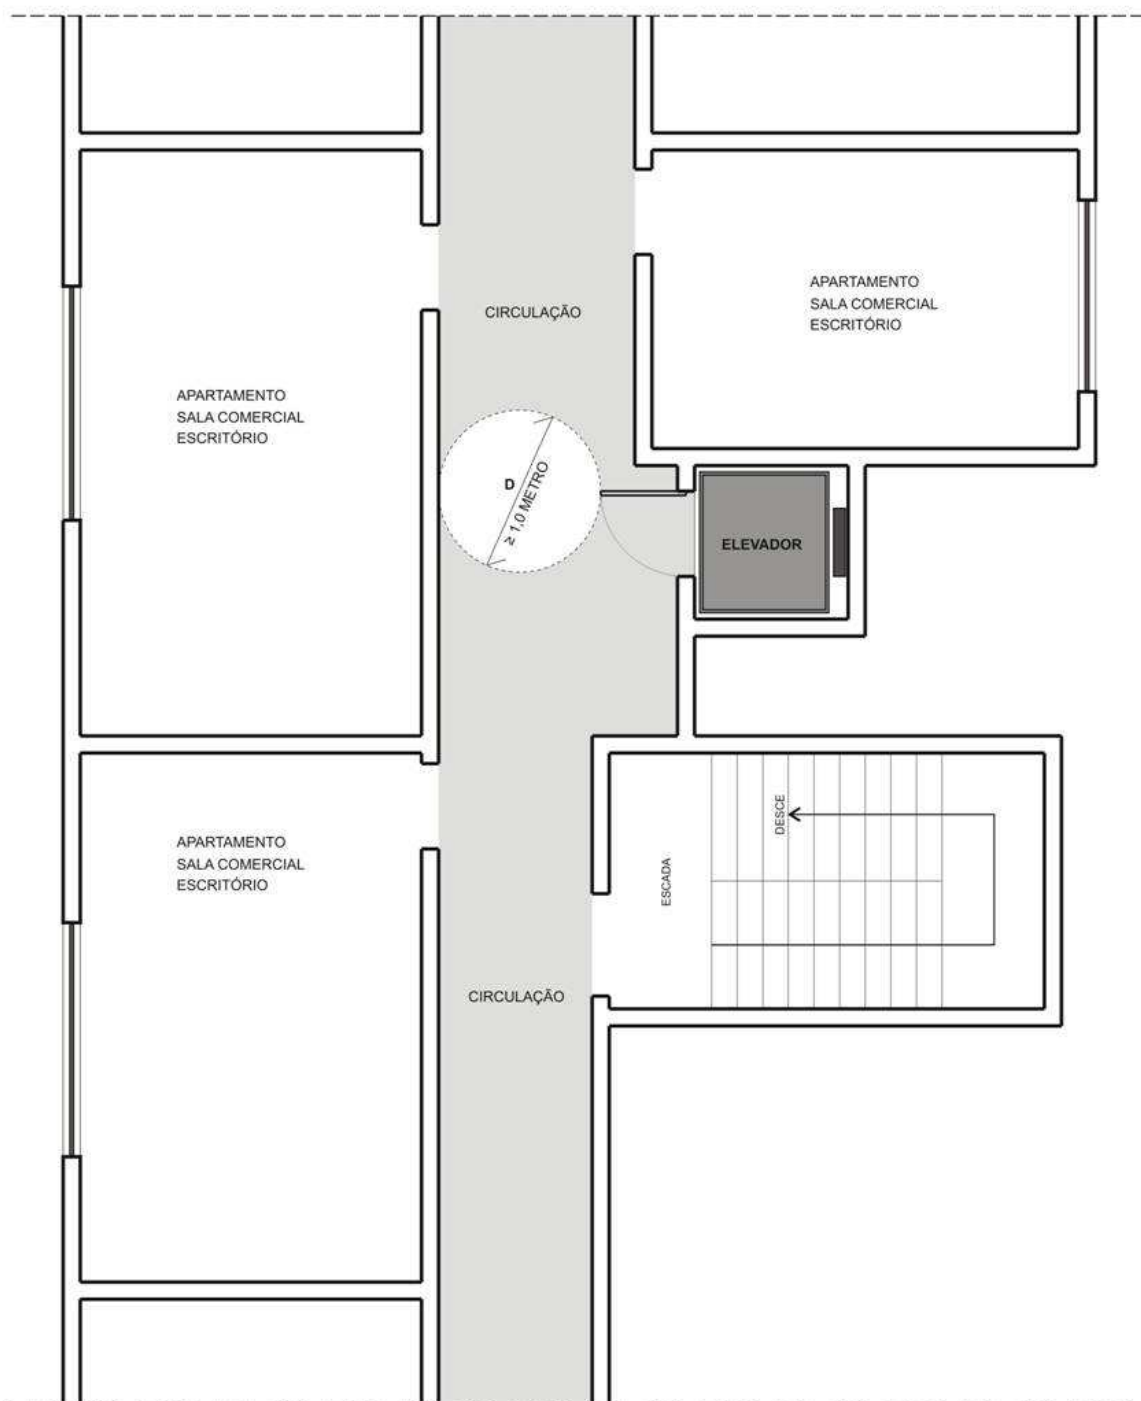 CIRCULAÇÃO
APARTAMENTO
SALA COMERCIAL
ESCRITÓRIO
APARTAMENTO
SALA COMERCIAL
ESCRITÓRIO
D
≥ 1,0 METRO
ELEVADOR
APARTAMENTO
SALA COMERCIAL
ESCRITÓRIO
ESCADA
DESCE
CIRCULAÇÃO